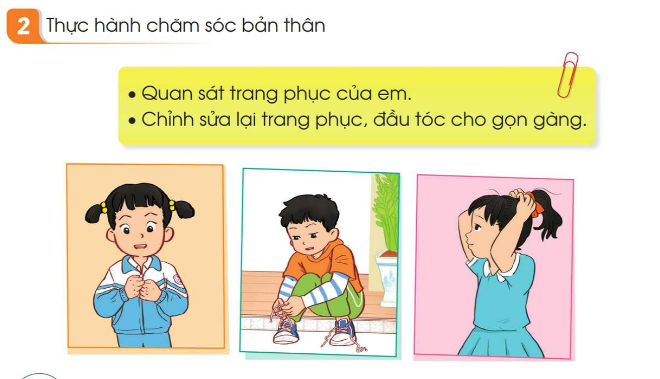 2 Thực hành chăm sóc bản thân
• Quan sát trang phục của em.
• Chỉnh sửa lại trang phục, đầu tóc cho gọn gàng.